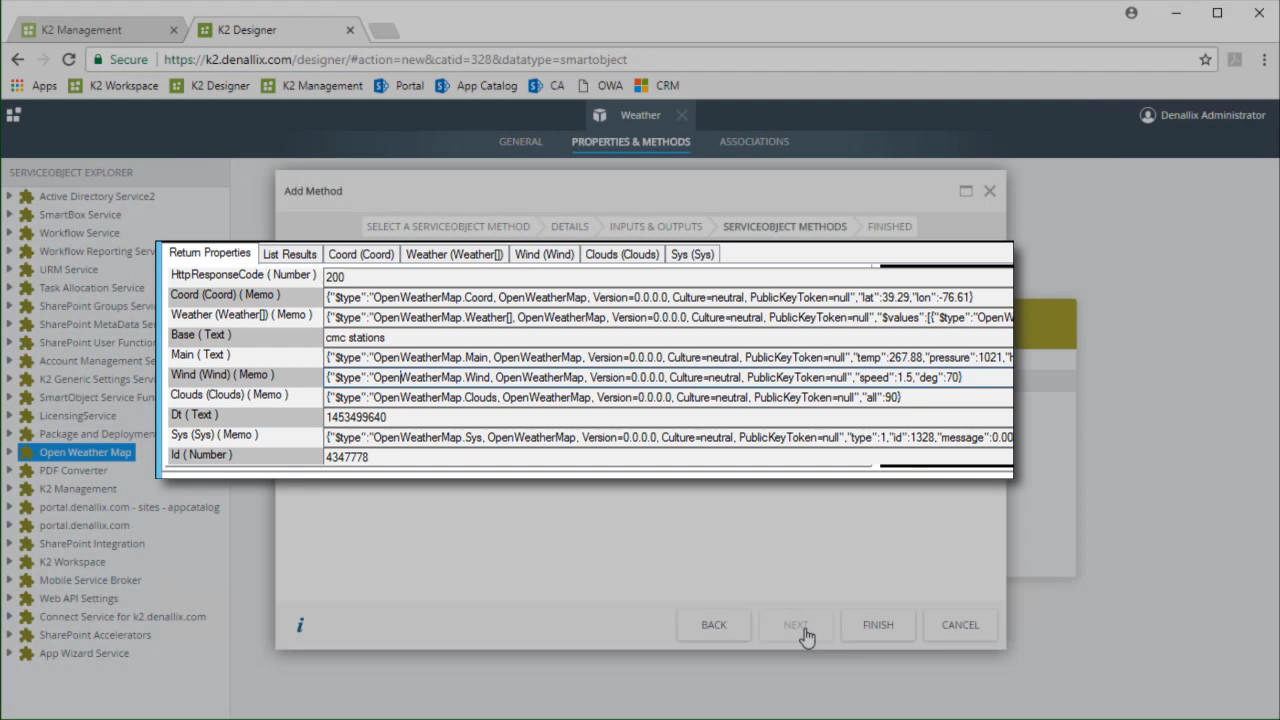 K2 Management
K2 Designer
Secure
https://k2.denallix.com/designer/#action=new&catid=328&datatype=smartobject
Apps
K2 Workspace
K2 Designer
K2 Management
Portal
App Catalog
CA
OWA
CRM
Weather
Denallix Administrator
GENERAL
PROPERTIES & METHODS
ASSOCIATIONS
SERVICEOBJECT EXPLORER
Active Directory Service2
SmartBox Service
Workflow Service
Workflow Reporting Serv
URM Service
Task Allocation Service
SharePoint Groups Servic
SharePoint MetaData Ser
SharePoint User Function
Account Management Se
K2 Generic Settings Servic
SmartObject Service Fun
LicensingService
Package and Deploymen
Open Weather Map
PDF Converter
K2 Management
portal.denallix.com - sites - appcatalog
portal.denallix.com
SharePoint Integration
K2 Workspace
Mobile Service Broker
Web API Settings
Connect Service for k2.denallix.com
SharePoint Accelerators
App Wizard Service
Add Method
SELECT A SERVICEOBJECT METHOD
DETAILS
INPUTS & OUTPUTS
SERVICEOBJECT METHODS
FINISHED
Return Properties
List Results
Coord (Coord)
Weather (Weather[])
Wind (Wind)
Clouds (Clouds)
Sys (Sys)
HttpResponseCode ( Number ) 200
Coord (Coord) ( Memo ) {"$type":"OpenWeatherMap.Coord, OpenWeatherMap, Version=0.0.0.0, Culture=neutral, PublicKeyToken=null","lat":39.29,"lon":-76.61}
Weather (Weather[]) ( Memo ) {"$type":"OpenWeatherMap.Weather[], OpenWeatherMap, Version=0.0.0.0, Culture=neutral, PublicKeyToken=null","$values":[{"$type":"OpenW
Base ( Text ) cmc stations
Main ( Text ) {"$type":"OpenWeatherMap.Main, OpenWeatherMap, Version=0.0.0.0, Culture=neutral, PublicKeyToken=null","temp":267.88,"pressure":1021,"h
Wind (Wind) ( Memo ) {"$type":"OpenWeatherMap.Wind, OpenWeatherMap, Version=0.0.0.0, Culture=neutral, PublicKeyToken=null","speed":1.5,"deg":70}
Clouds (Clouds) ( Memo ) {"$type":"OpenWeatherMap.Clouds, OpenWeatherMap, Version=0.0.0.0, Culture=neutral, PublicKeyToken=null","all":90}
Dt ( Text ) 1453499640
Sys (Sys) ( Memo ) {"$type":"OpenWeatherMap.Sys, OpenWeatherMap, Version=0.0.0.0, Culture=neutral, PublicKeyToken=null","type":1,"id":1328,"message":0.00
Id ( Number ) 4347778
BACK
NEXT
FINISH
CANCEL